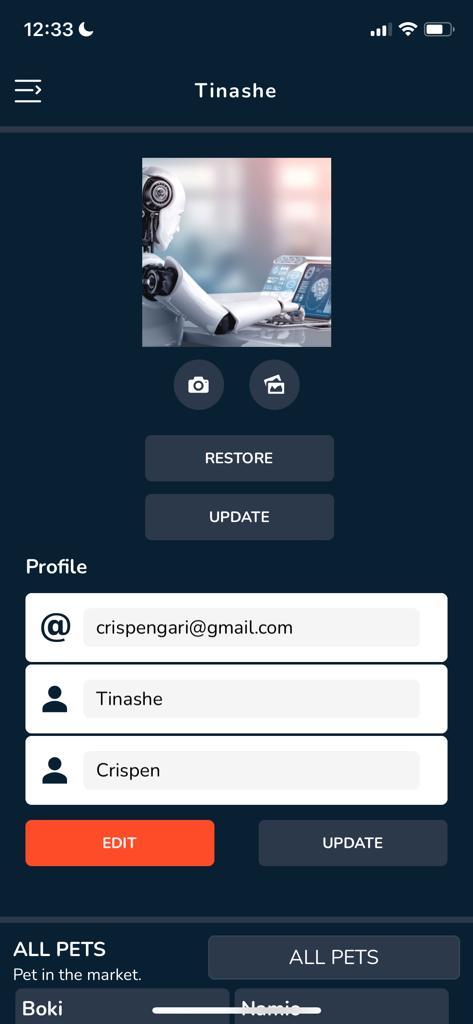 12:33
Tinashe
RESTORE
UPDATE
Profile
@ crispengari@gmail.com
Tinashe
Crispen
EDIT UPDATE
ALL PETS ALL PETS
Pet in the market.
Boki Namie